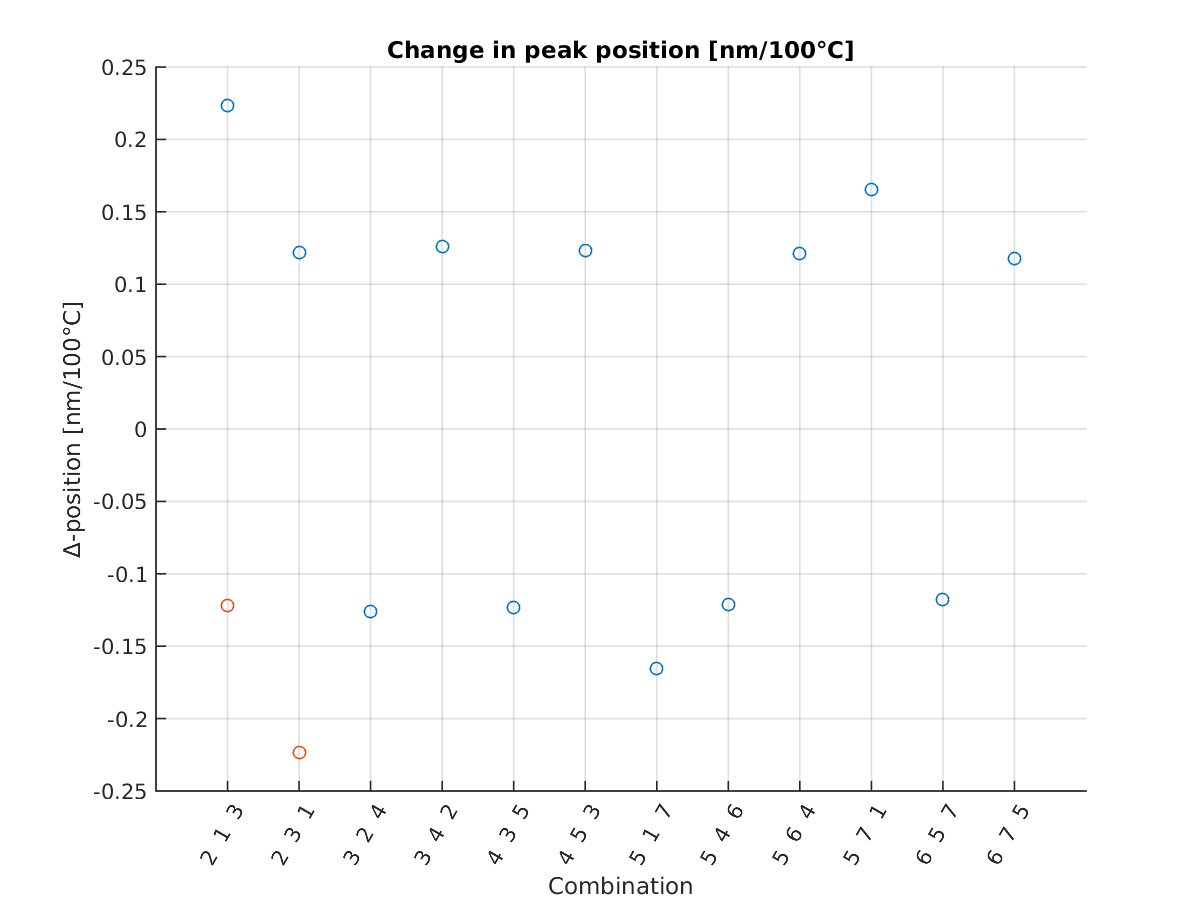 Change in peak position [nm/100°C]
0.25
0.2
0.15
0.1
0.05
0
-0.05
-0.1
-0.15
-0.2
-0.25
Δ-position [nm/100°C]
2 1 3
2 3 1
3 2 4
3 4 2
4 3 5
4 5 3
5 1 7
5 4 6
5 6 4
5 7 1
6 5 7
6 7 5
Combination